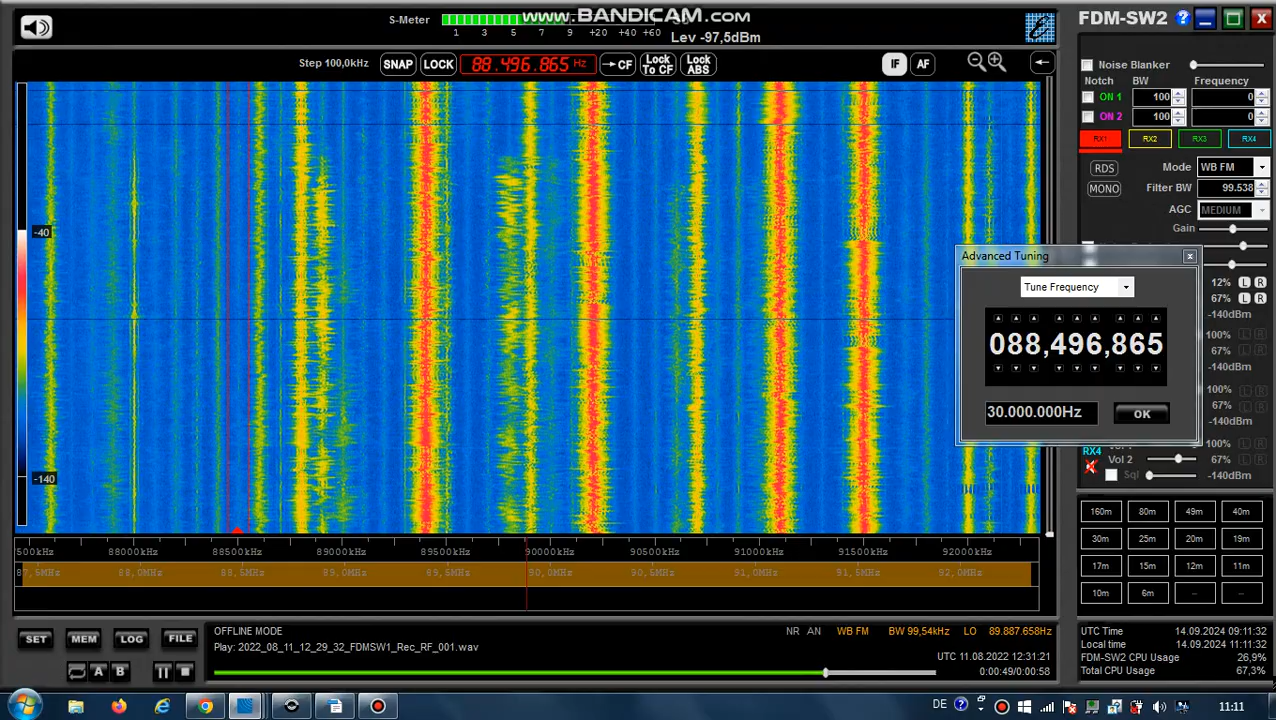 S-Meter
www.BANDICAM.com
1 3 5 7 9 +20 +40 +60
Lev -97,5dBm
FDM-SW2
Step 100,0kHz
SNAP
LOCK
88.496.865 Hz
→CF
Lock To CF
Lock ABS
IF
AF
Noise Blanker
Notch BW Frequency
ON 1 100 0
ON 2 100 0
RX1 RX2 RX3 RX4
RDS
Mode WB FM
MONO
Filter BW 99.538
AGC MEDIUM
Gain
-40
-140
Advanced Tuning
Tune Frequency
088,496,865
30.000.000Hz
OK
12% L R
67% L R
-140dBm
100% L R
67% L R
-140dBm
100% L R
67% L R
-140dBm
100% L R
RX4
Vol 2 67% L R
Sql -140dBm
500kHz 88000kHz 88500kHz 89000kHz 89500kHz 90000kHz 90500kHz 91000kHz 91500kHz 92000kHz
87,5MHz 88,0MHz 88,5MHz 89,0MHz 89,5MHz 90,0MHz 90,5MHz 91,0MHz 91,5MHz 92,0MHz
160m 80m 49m 40m
30m 25m 20m 19m
17m 15m 12m 11m
10m 6m -- --
SET
MEM
LOG
FILE
A
B
OFFLINE MODE
NR AN WB FM BW 99,54kHz LO 89.887.658Hz
Play: 2022_08_11_12_29_32_FDMSW1_Rec_RF_001.wav
UTC 11.08.2022 12:31:21
0:00:49/0:00:58
UTC Time 14.09.2024 09:11:32
Local time 14.09.2024 11:11:32
FDM-SW2 CPU Usage 26,9%
Total CPU Usage 67,3%
DE
11:11